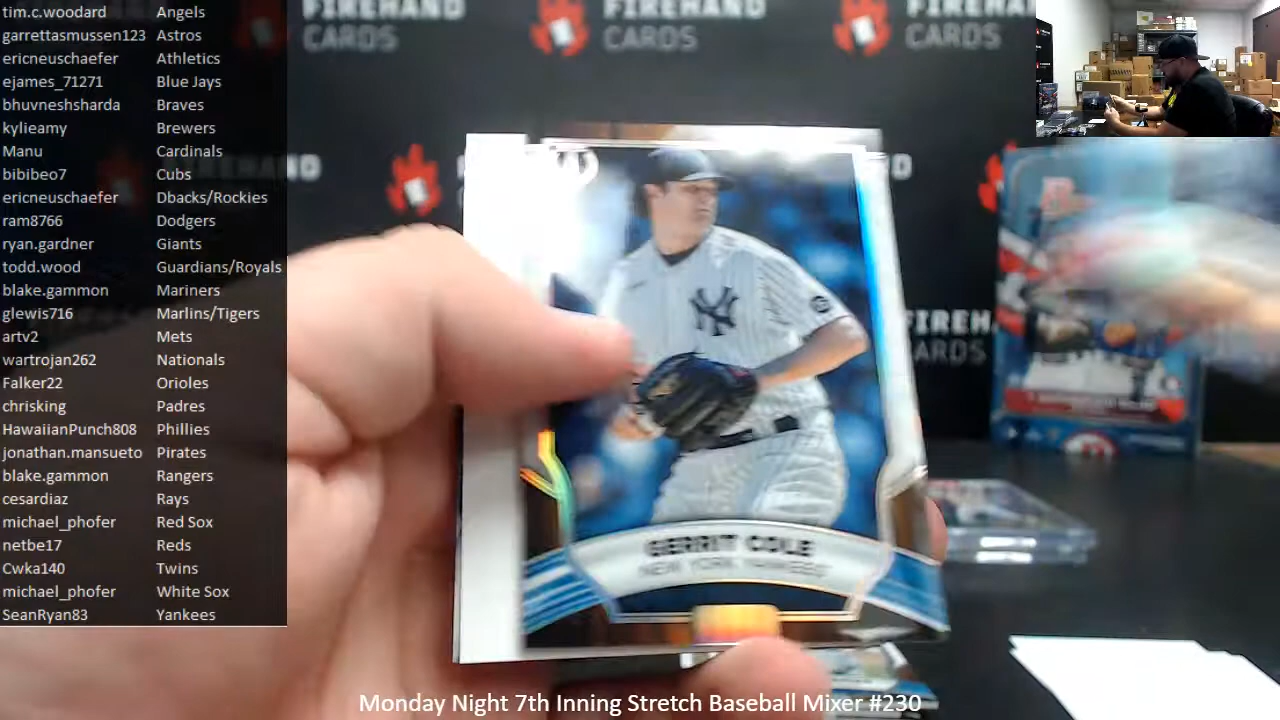 tim.c.woodard Angels
garrettasmussen123 Astros
ericneuschaefer Athletics
ejames_71271 Blue Jays
bhuvneshsharda Braves
kylieamy Brewers
Manu Cardinals
bibibeo7 Cubs
ericneuschaefer Dbacks/Rockies
ram8766 Dodgers
ryan.gardner Giants
todd.wood Guardians/Royals
blake.gammon Mariners
glewis716 Marlins/Tigers
artv2 Mets
wartrojan262 Nationals
Falker22 Orioles
chrisking Padres
HawaiianPunch808 Phillies
jonathan.mansueto Pirates
blake.gammon Rangers
cesardiaz Rays
michael_phofer Red Sox
netbe17 Reds
Cwka140 Twins
michael_phofer White Sox
SeanRyan83 Yankees
FIREHAND
CARDS
FIREHAND
CARDS
FIREHA
CARDS
FIREH
CARDS
NY
GERRIT COLE
NEW YORK YANKEES
Monday Night 7th Inning Stretch Baseball Mixer #230